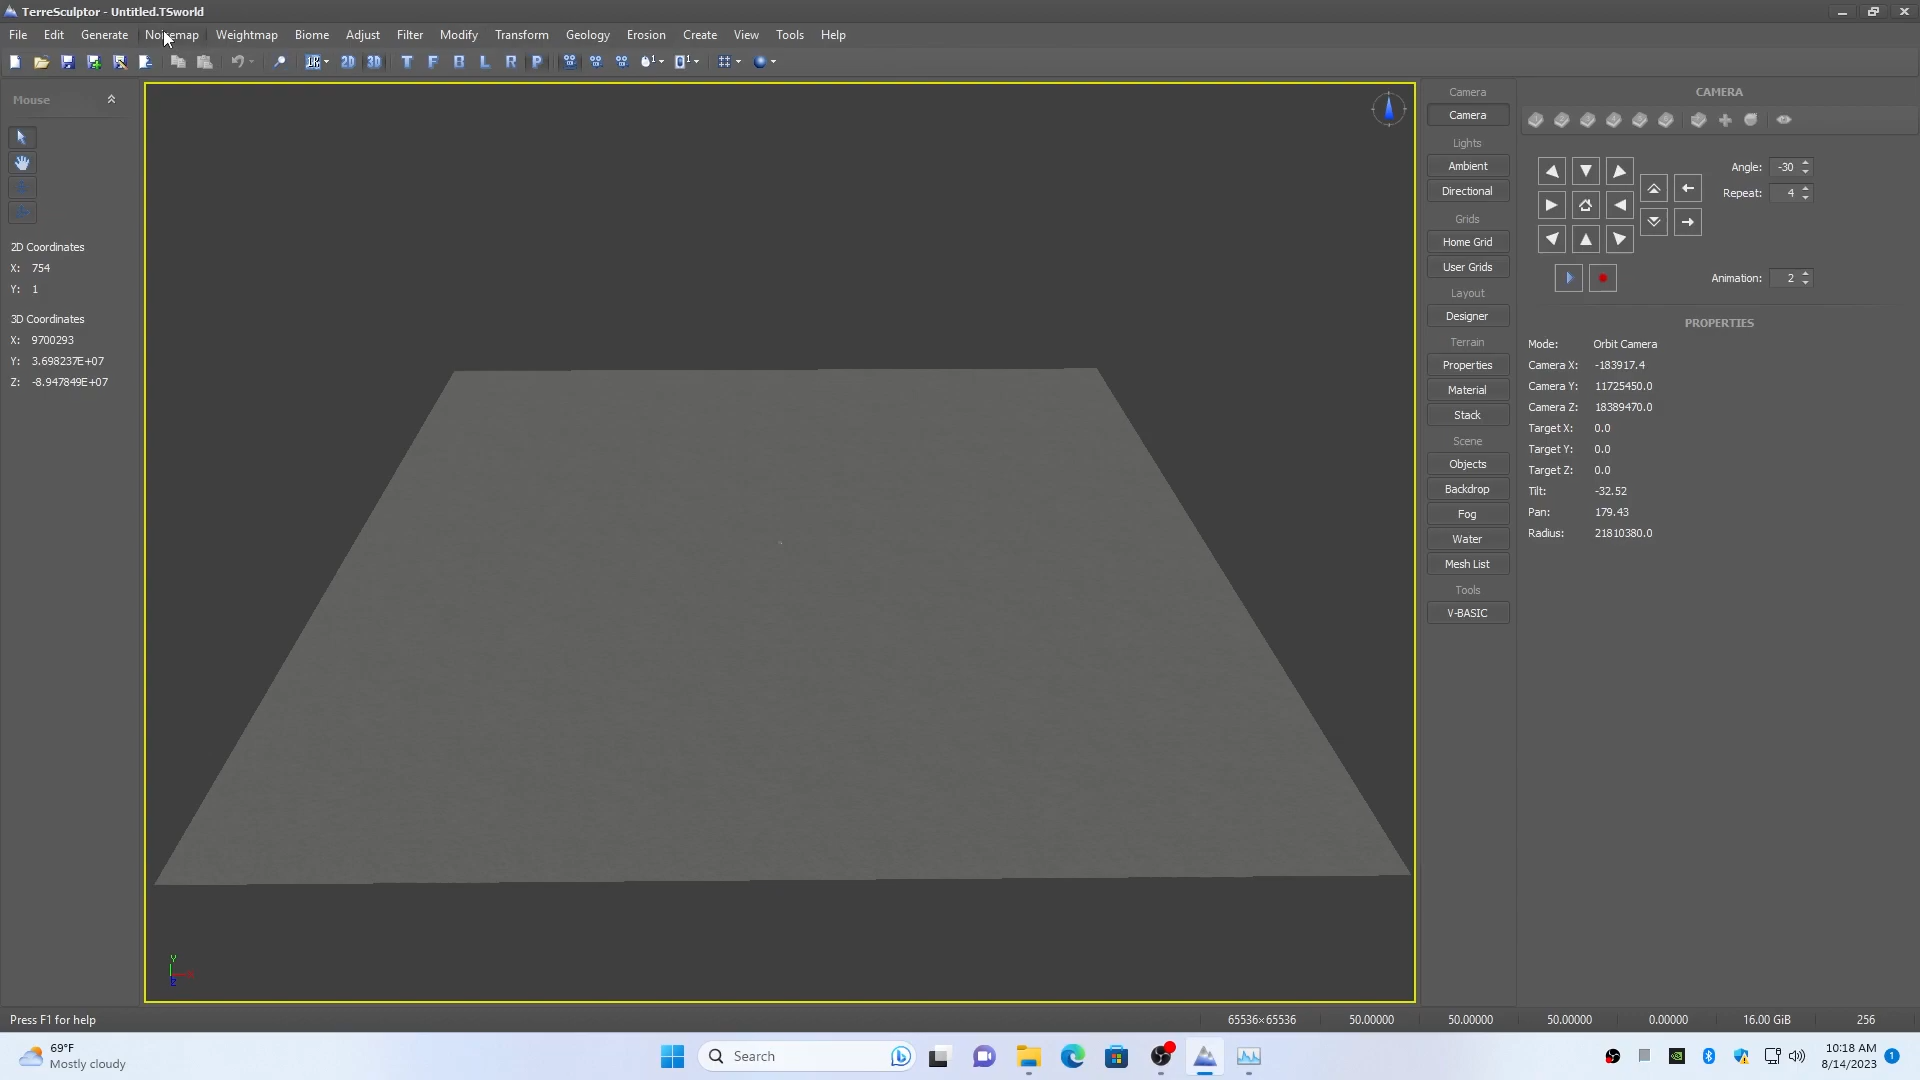 TerreSculptor - Untitled.TSworld
File Edit Generate Noisemap Weightmap Biome Adjust Filter Modify Transform Geology Erosion Create View Tools Help
2D 3D T F B L R P
Mouse
2D Coordinates
X: 754
Y: 1
3D Coordinates
X: 9700293
Y: 3.698237E+07
Z: -8.947849E+07
Y
Z
Camera
Camera
Lights
Ambient
Directional
Grids
Home Grid
User Grids
Layout
Designer
Terrain
Properties
Material
Stack
Scene
Objects
Backdrop
Fog
Water
Mesh List
Tools
V-BASIC
CAMERA
Angle: -30
Repeat: 4
Animation: 2
PROPERTIES
Mode: Orbit Camera
Camera X: -183917.4
Camera Y: 11725450.0
Camera Z: 18389470.0
Target X: 0.0
Target Y: 0.0
Target Z: 0.0
Tilt: -32.52
Pan: 179.43
Radius: 21810380.0
Press F1 for help 65536×65536 50.00000 50.00000 50.00000 0.00000 16.00 GiB 256
69°F
Mostly cloudy
Search
10:18 AM
8/14/2023
1